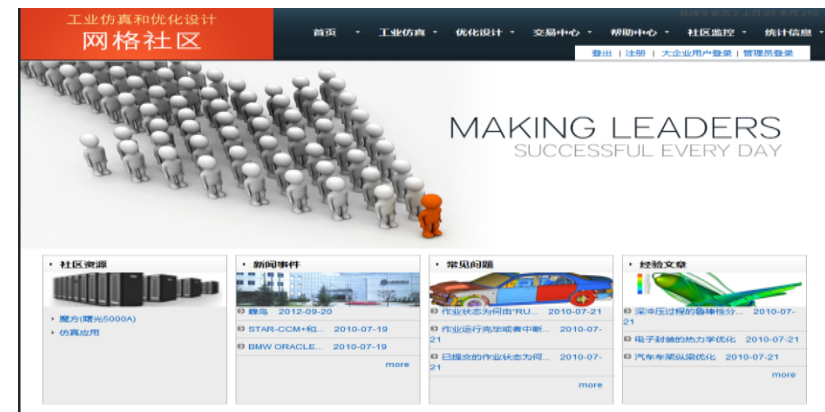 工业仿真和优化设计
网格社区
首页 · 工业仿真 · 优化设计 · 交易中心 · 帮助中心 · 社区监控 · 统计信息 ·
登出 | 注册 | 大企业用户登录 | 管理员登录
MAKING LEADERS
SUCCESSFUL EVERY DAY
社区资源
魔方(曙光5000A)
仿真应用
新闻事件
蜂鸟 2012-09-20
STAR-CCM+和... 2010-07-19
BMW ORACLE... 2010-07-19
more
常见问题
作业状态为何由"RU... 2010-07-21
作业运行完毕或者中断... 2010-07-
21
已提交的作业状态为何... 2010-07-
21
more
经验文章
深冲压过程的鲁棒性分... 2010-07-
21
电子封装的热力学优化 2010-07-21
汽车车架纵梁优化 2010-07-21
more